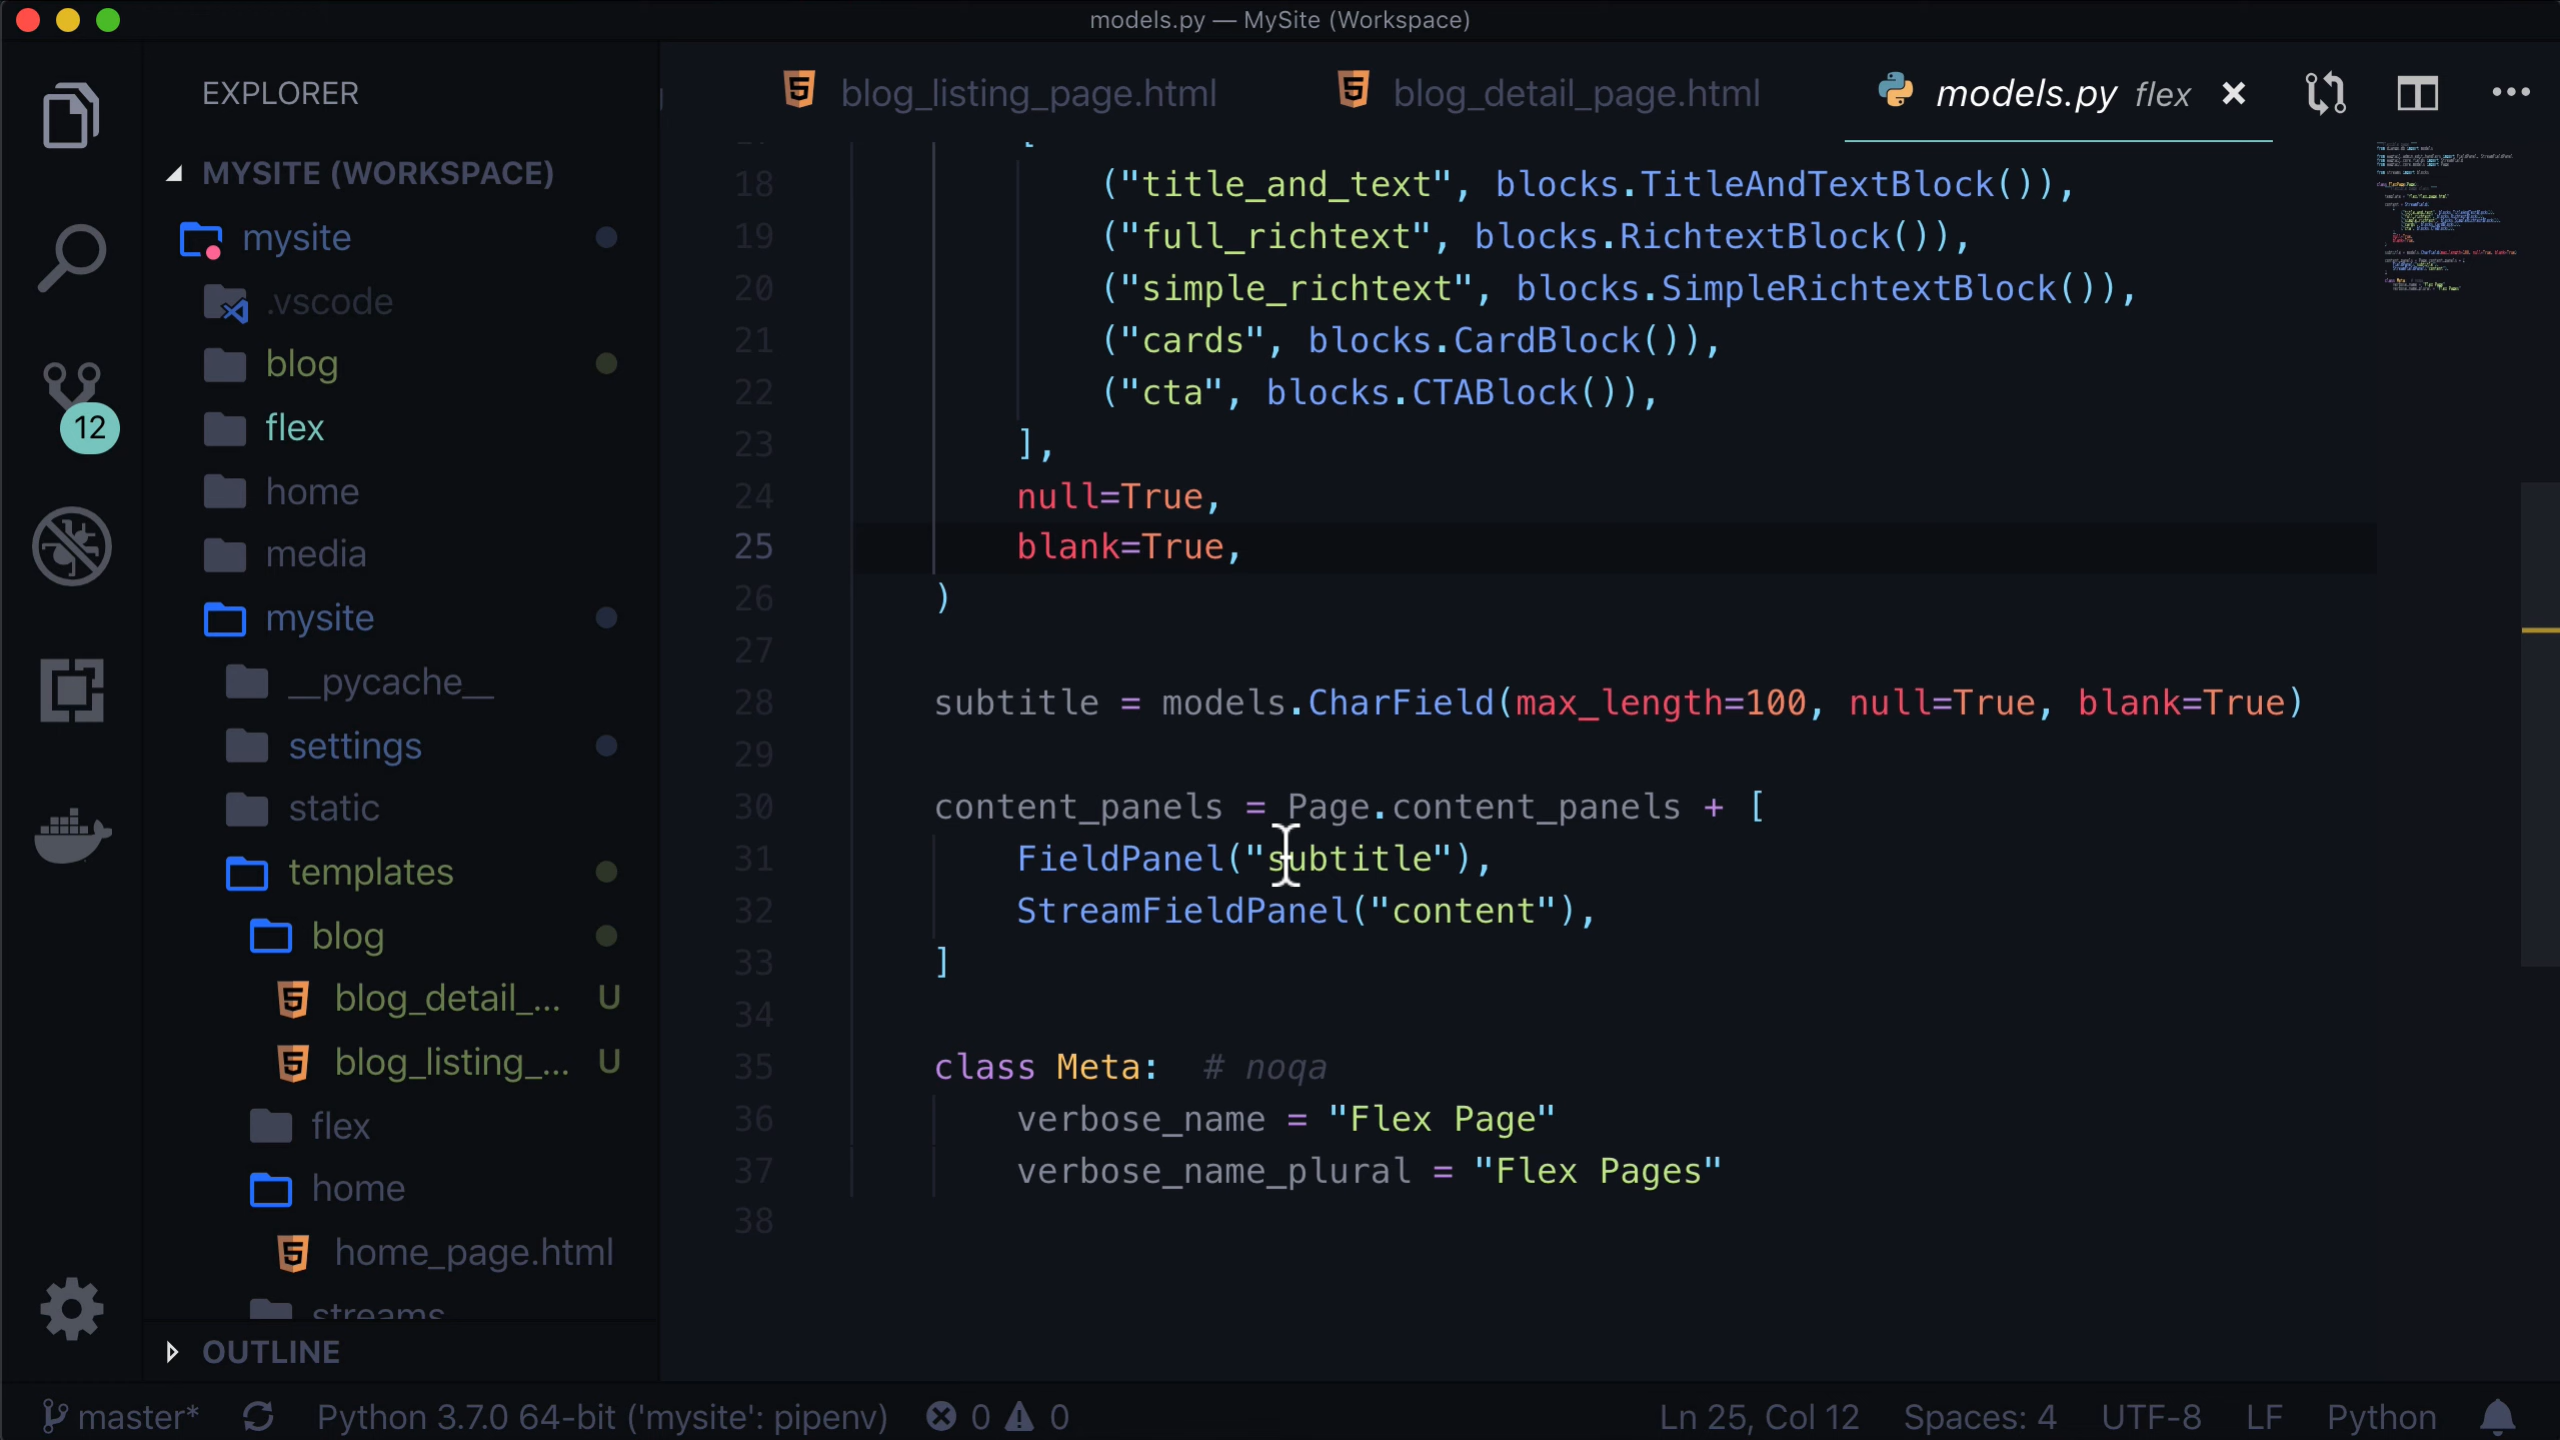 models.py — MySite (Workspace)
EXPLORER
MYSITE (WORKSPACE)
mysite
.vscode
blog
flex
home
media
mysite
__pycache__
settings
static
templates
blog
blog_detail_... U
blog_listing_... U
flex
home
home_page.html
streams
OUTLINE
12
blog_listing_page.html
blog_detail_page.html
models.py flex
18 ("title_and_text", blocks.TitleAndTextBlock()),
19 ("full_richtext", blocks.RichtextBlock()),
20 ("simple_richtext", blocks.SimpleRichtextBlock()),
21 ("cards", blocks.CardBlock()),
22 ("cta", blocks.CTABlock()),
23 ],
24 null=True,
25 blank=True,
26 )
27
28 subtitle = models.CharField(max_length=100, null=True, blank=True)
29
30 content_panels = Page.content_panels + [
31 FieldPanel("subtitle"),
32 StreamFieldPanel("content"),
33 ]
34
35 class Meta:  # noqa
36 verbose_name = "Flex Page"
37 verbose_name_plural = "Flex Pages"
38
master* Python 3.7.0 64-bit ('mysite': pipenv) 0 0 Ln 25, Col 12 Spaces: 4 UTF-8 LF Python